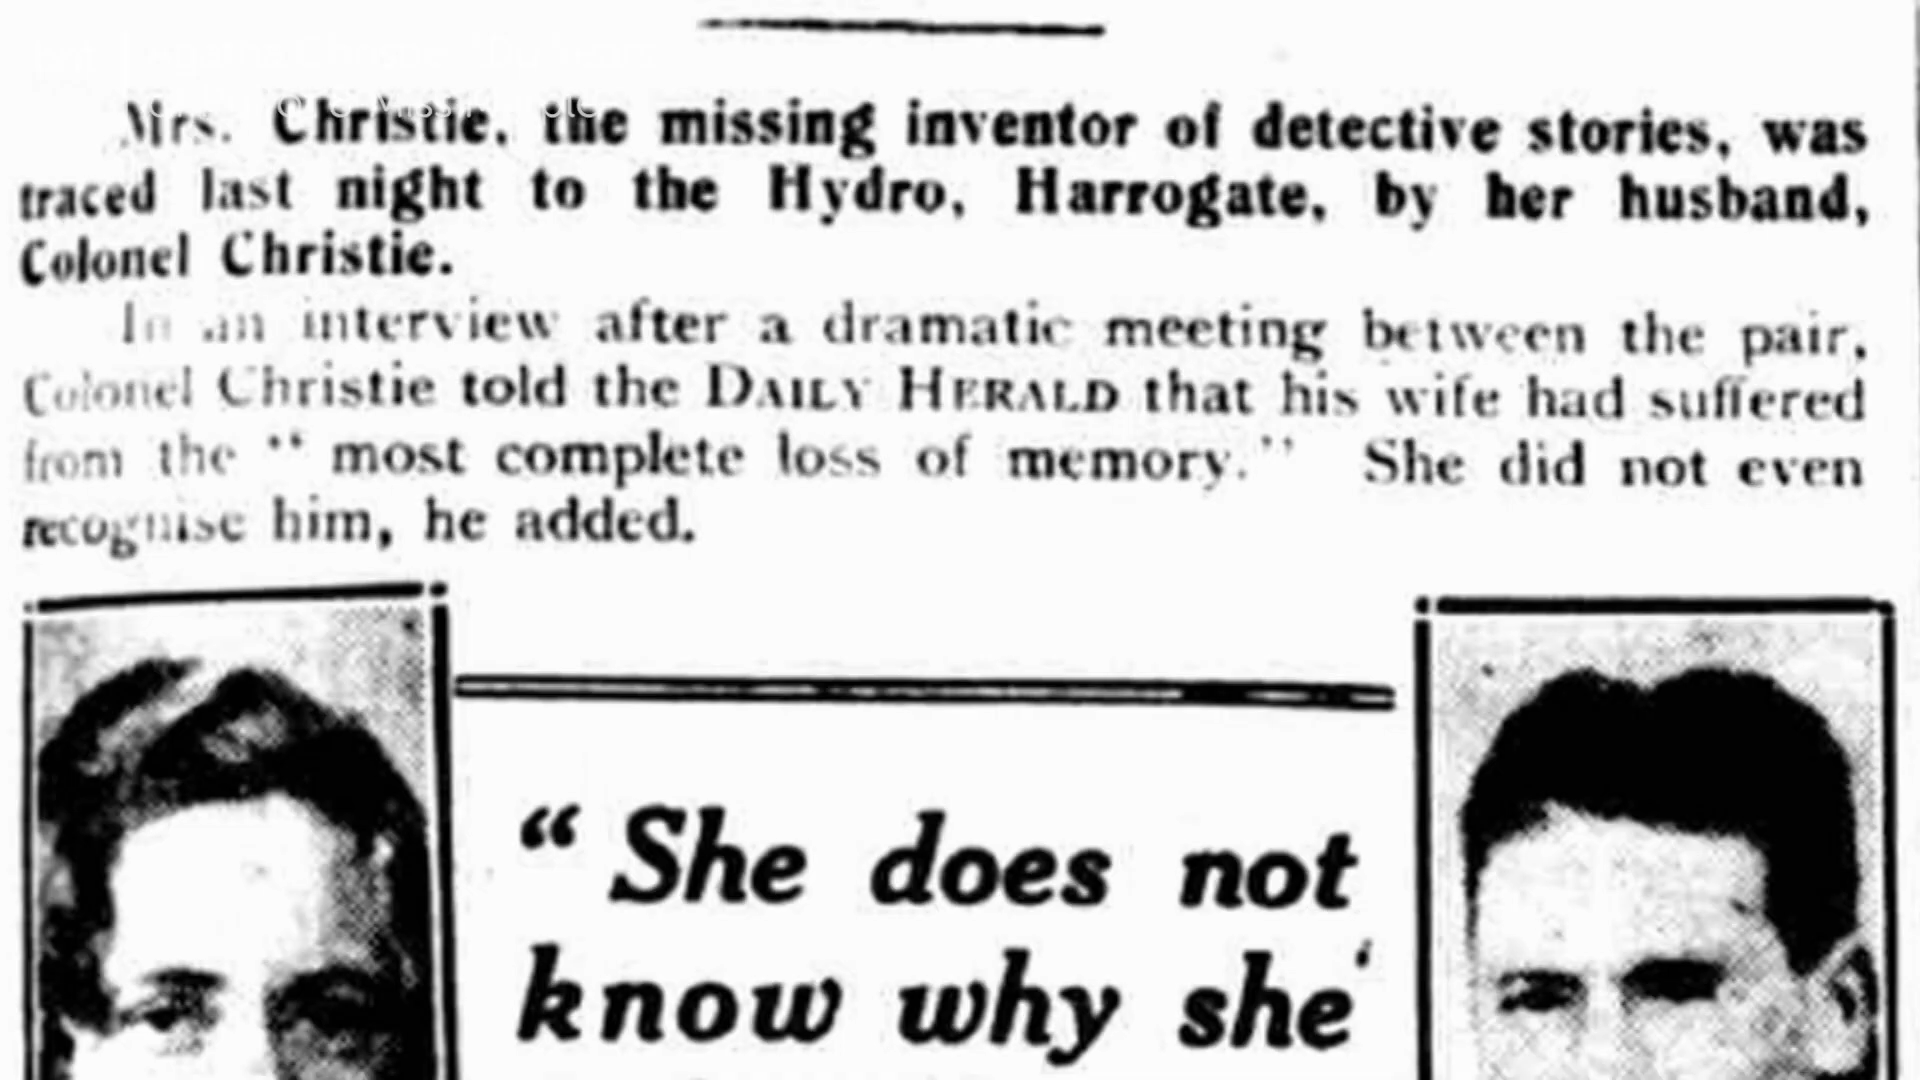 Mrs. Christie, the missing inventor of detective stories, was
traced last night to the Hydro, Harrogate, by her husband,
Colonel Christie.
In an interview after a dramatic meeting between the pair,
Colonel Christie told the DAILY HERALD that his wife had suffered
from the “ most complete loss of memory.” She did not even
recognise him, he added.
“ She does not
know why she